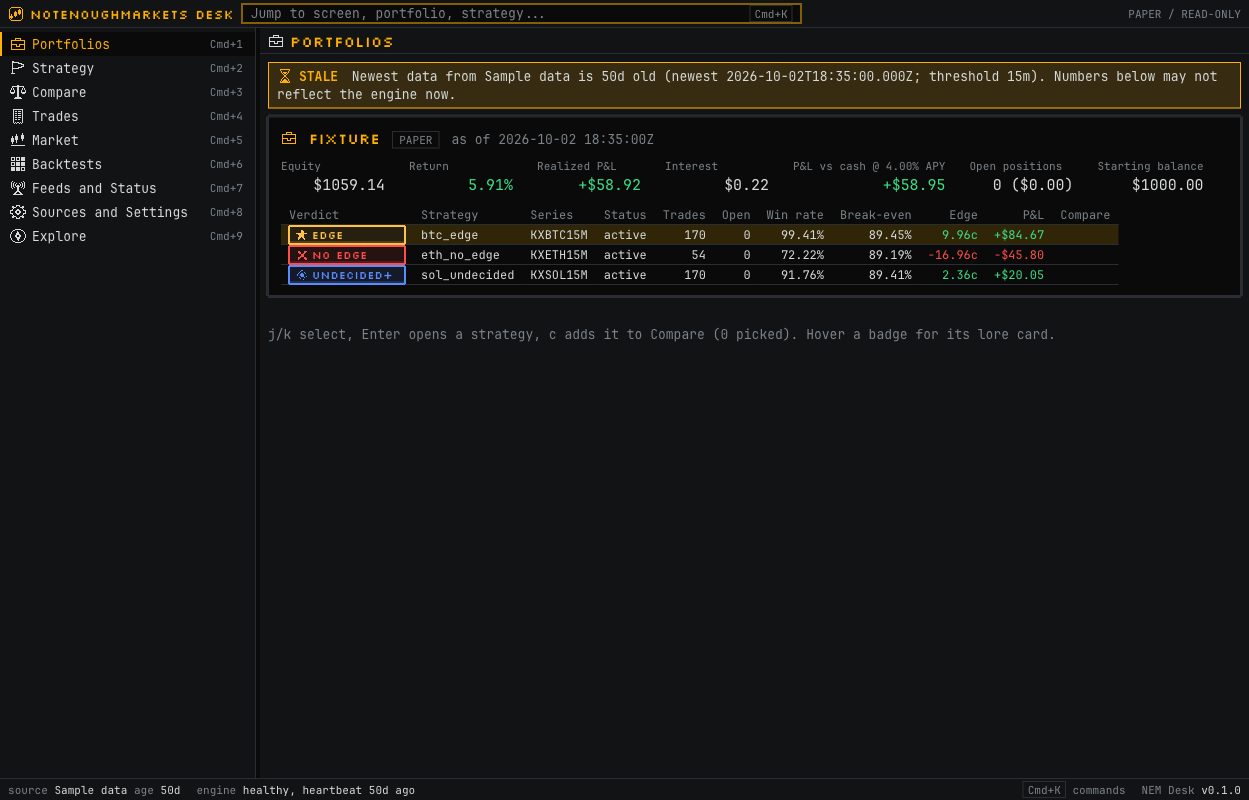 NOTENOUGHMARKETS DESK
Jump to screen, portfolio, strategy... Cmd+K
PAPER / READ-ONLY
Portfolios Cmd+1
Strategy Cmd+2
Compare Cmd+3
Trades Cmd+4
Market Cmd+5
Backtests Cmd+6
Feeds and Status Cmd+7
Sources and Settings Cmd+8
Explore Cmd+9
PORTFOLIOS
STALE Newest data from Sample data is 50d old (newest 2026-10-02T18:35:00.000Z; threshold 15m). Numbers below may not
reflect the engine now.
FIXTURE PAPER as of 2026-10-02 18:35:00Z
Equity Return Realized P&L Interest P&L vs cash @ 4.00% APY Open positions Starting balance
$1059.14 5.91% +$58.92 $0.22 +$58.95 0 ($0.00) $1000.00
Verdict Strategy Series Status Trades Open Win rate Break-even Edge P&L Compare
EDGE btc_edge KXBTC15M active 170 0 99.41% 89.45% 9.96c +$84.67
NO EDGE eth_no_edge KXETH15M active 54 0 72.22% 89.19% -16.96c -$45.80
UNDECIDED+ sol_undecided KXSOL15M active 170 0 91.76% 89.41% 2.36c +$20.05
j/k select, Enter opens a strategy, c adds it to Compare (0 picked). Hover a badge for its lore card.
source Sample data age 50d engine healthy, heartbeat 50d ago
Cmd+K commands NEM Desk v0.1.0